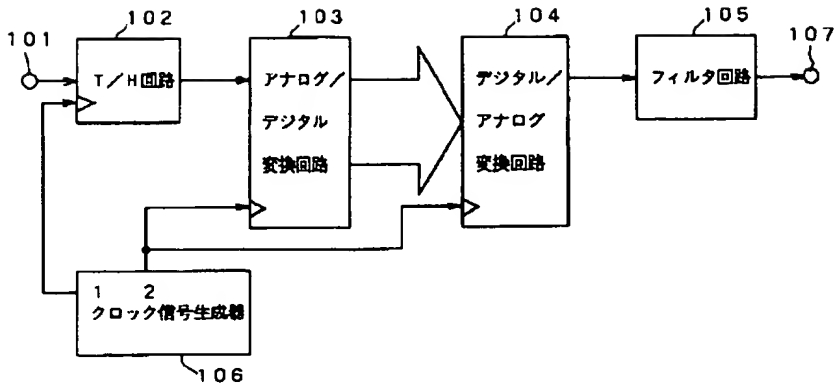 101
102
103
104
105
107
T/H回路
アナログ/
デジタル
変換回路
デジタル/
アナログ
変換回路
フィルタ回路
1 2
クロック信号生成器
106